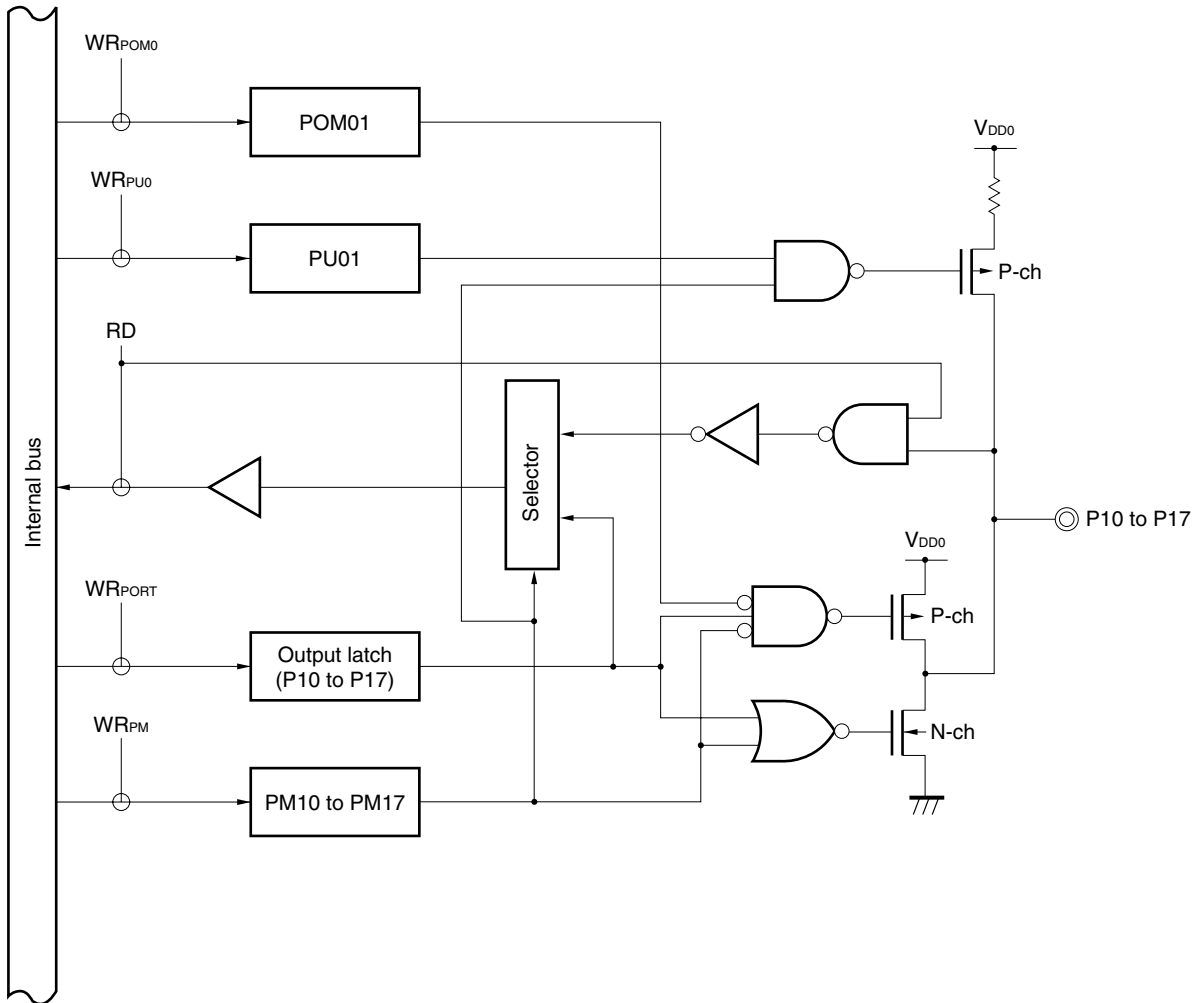 WRPOM0
POM01
VDD0
WRPU0
PU01
P-ch
RD
Internal bus
Selector
P10 to P17
VDD0
WRPORT
P-ch
Output latch
(P10 to P17)
WRPM
N-ch
PM10 to PM17